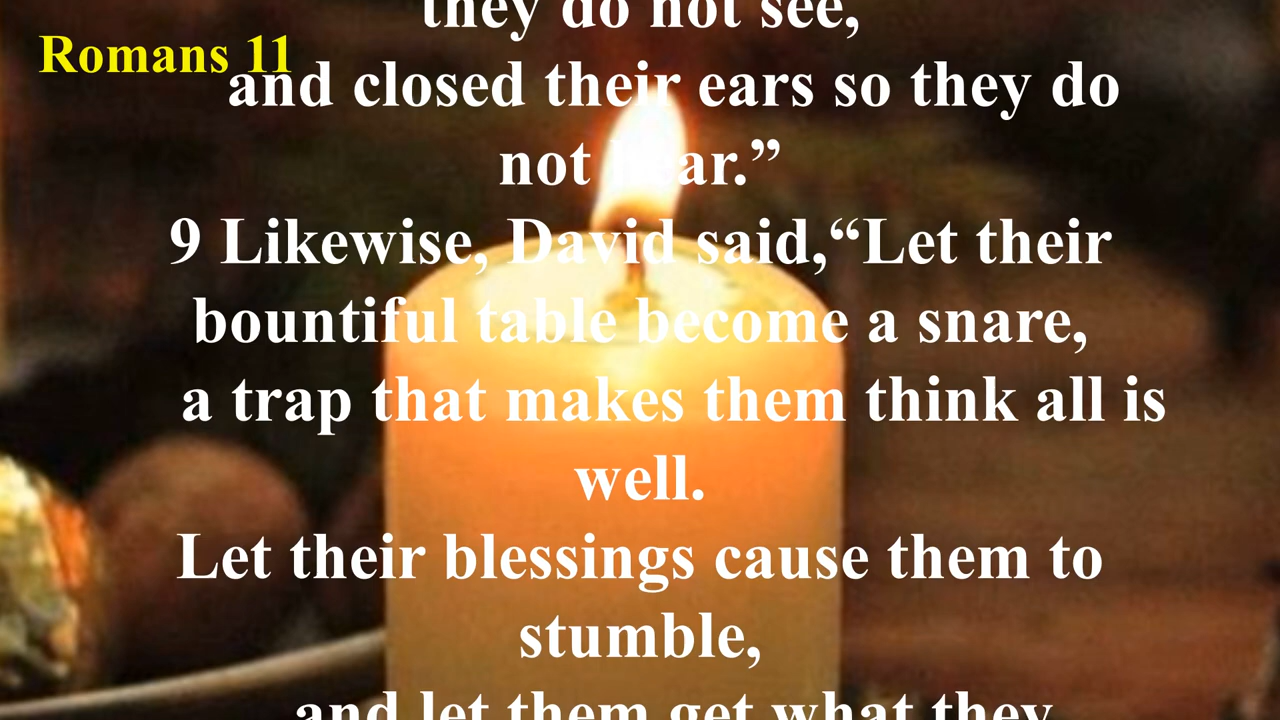 they do not see,
Romans 11
and closed their ears so they do
not hear.”
9 Likewise, David said,“Let their
bountiful table become a snare,
a trap that makes them think all is
well.
Let their blessings cause them to
stumble,
and let them get what they